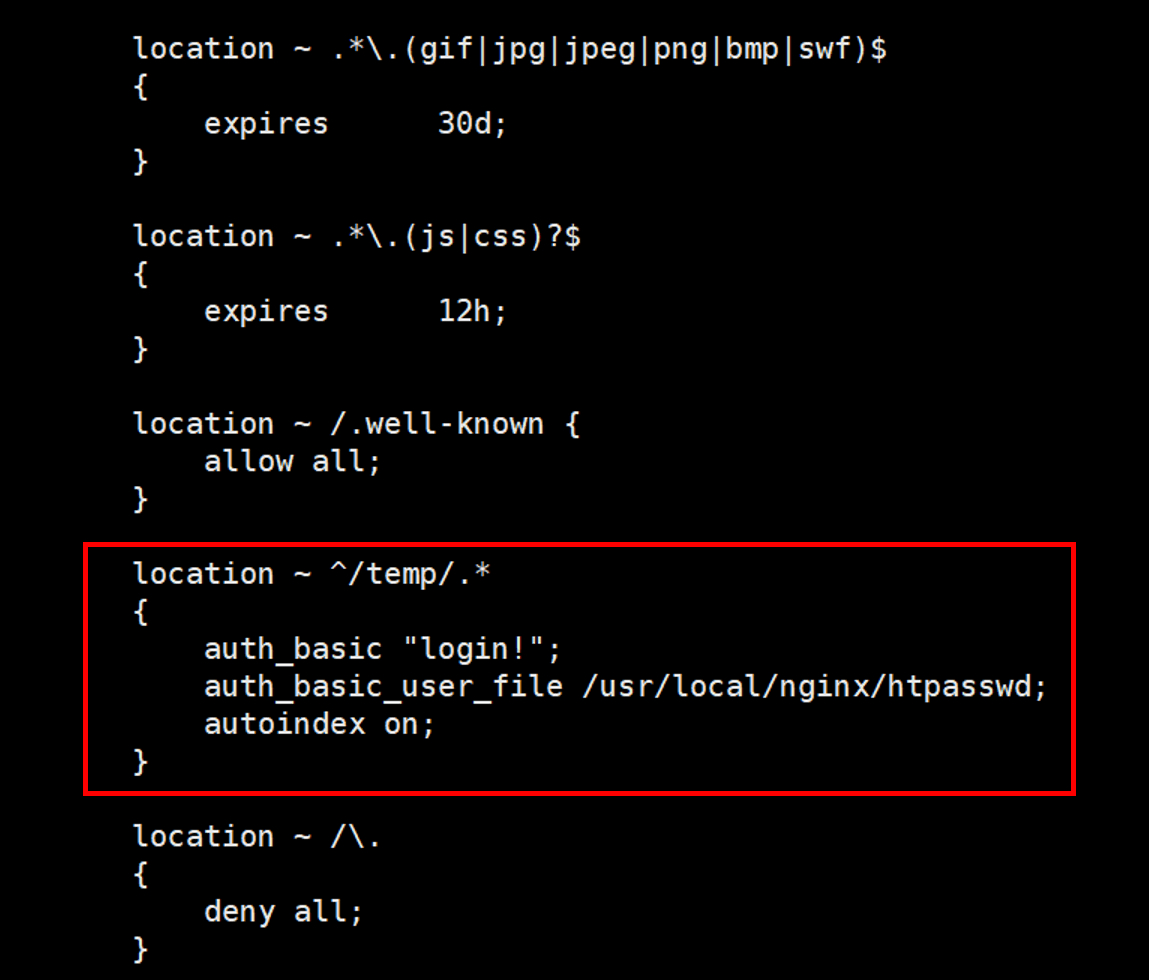 location ~ .*\.(gif|jpg|jpeg|png|bmp|swf)$
{
    expires      30d;
}
location ~ .*\.(js|css)?$
{
    expires      12h;
}
location ~ /.well-known {
    allow all;
}
location ~ ^/temp/.*
{
    auth_basic "login!";
    auth_basic_user_file /usr/local/nginx/htpasswd;
    autoindex on;
}
location ~ /\.
{
    deny all;
}